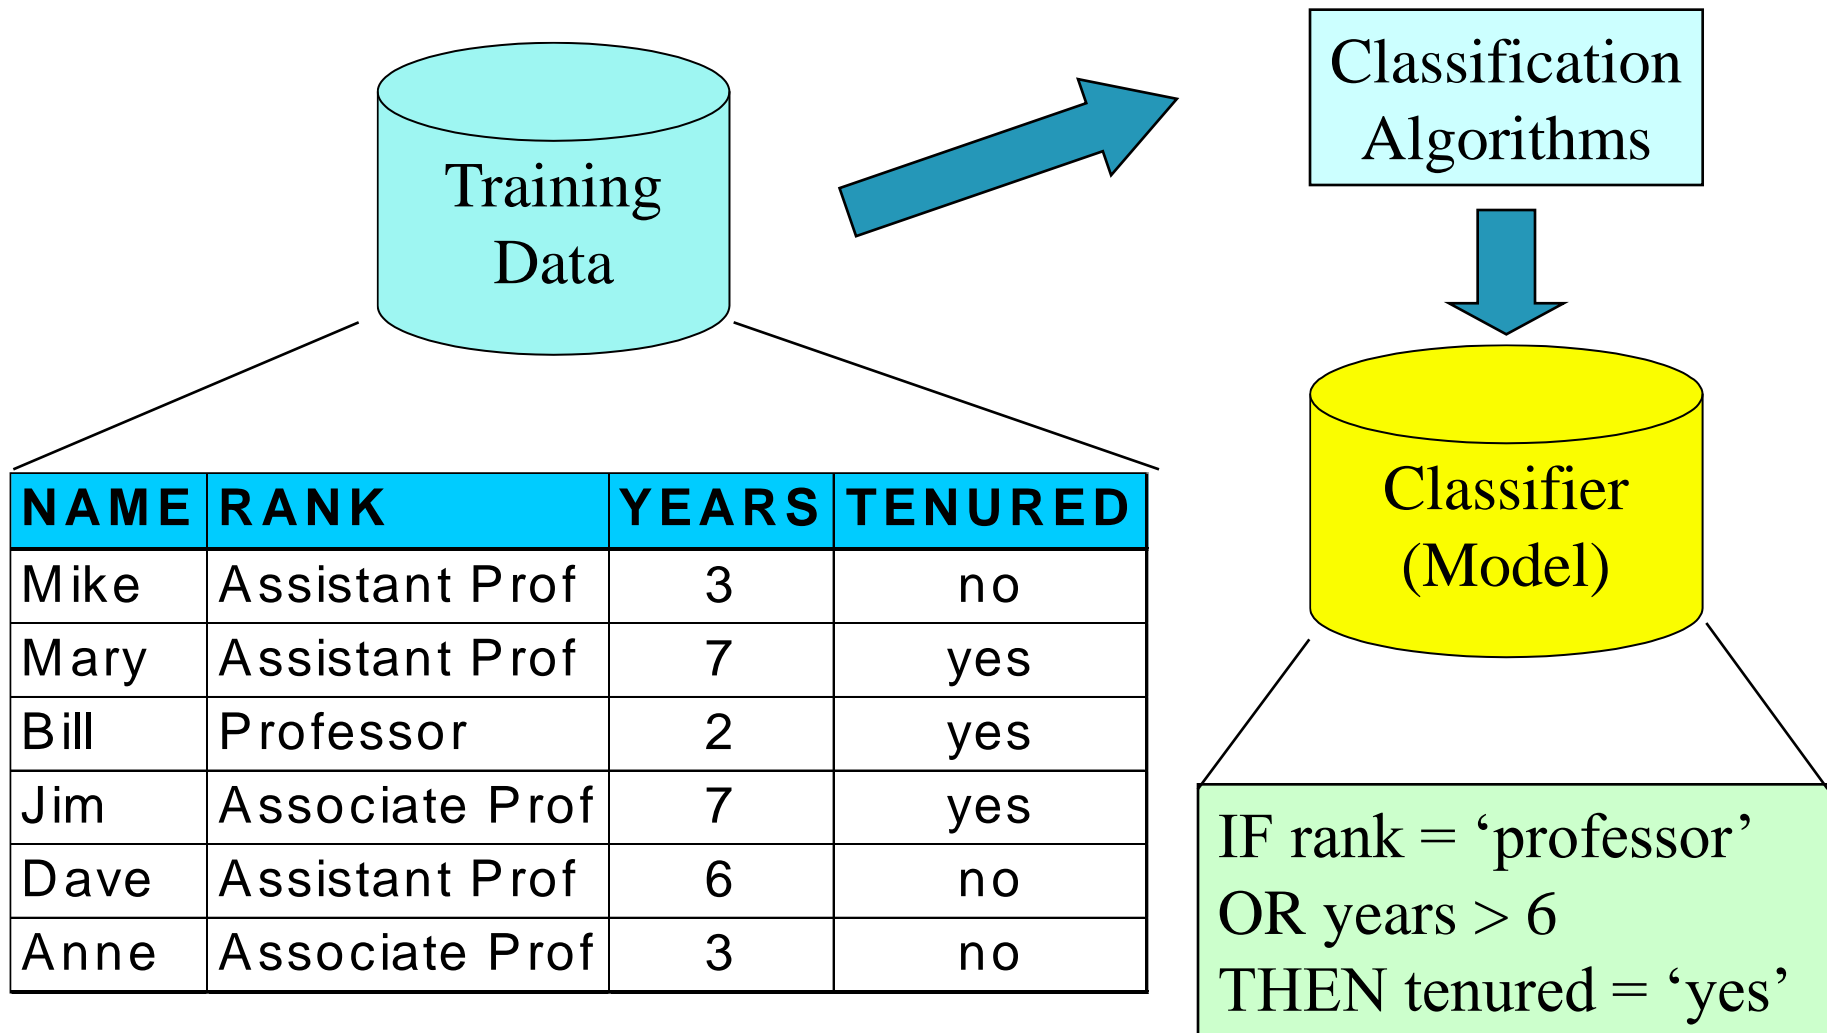 Training
Data
Classification
Algorithms
NAME RANK YEARS TENURED
Mike Assistant Prof 3 no
Mary Assistant Prof 7 yes
Bill Professor 2 yes
Jim Associate Prof 7 yes
Dave Assistant Prof 6 no
Anne Associate Prof 3 no
Classifier
(Model)
IF rank = ‘professor’
OR years > 6
THEN tenured = ‘yes’